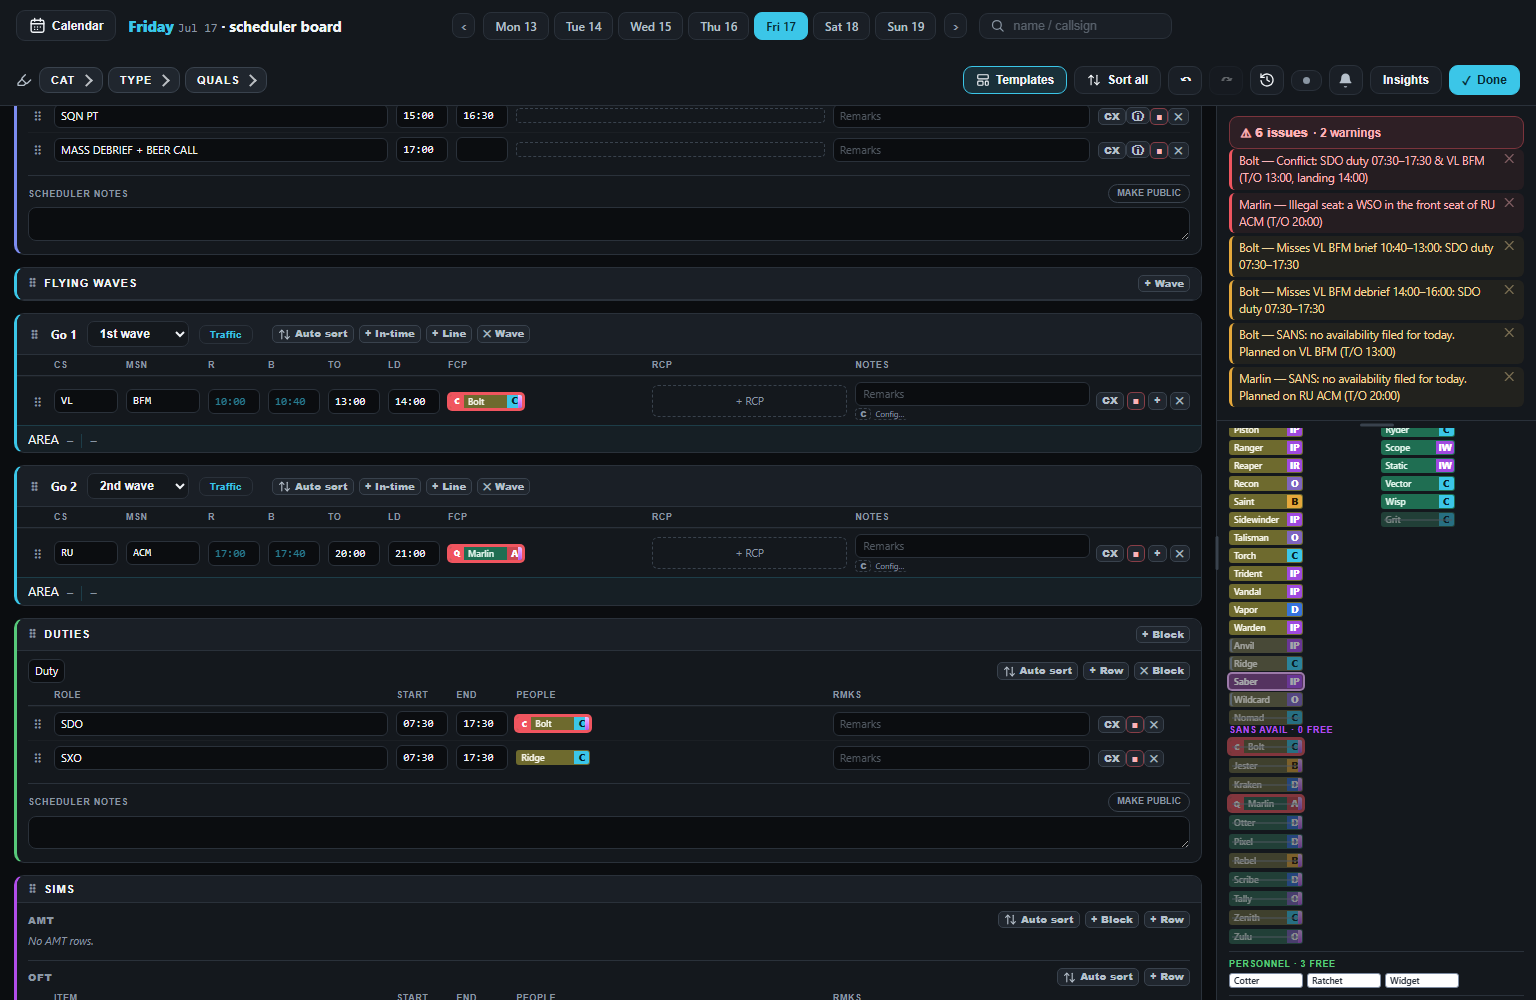 Calendar
Friday Jul 17 · scheduler board
‹ Mon 13 Tue 14 Wed 15 Thu 16 Fri 17 Sat 18 Sun 19 ›
name / callsign
CAT TYPE QUALS
Templates Sort all Insights ✓ Done
SQN PT 15:00 16:30 Remarks CX
MASS DEBRIEF + BEER CALL 17:00 Remarks CX
SCHEDULER NOTES MAKE PUBLIC
FLYING WAVES + Wave
Go 1 1st wave Traffic Auto sort + In-time + Line × Wave
CS MSN R B TO LD FCP RCP NOTES
VL BFM 10:00 10:40 13:00 14:00 C Bolt C + RCP Remarks CX
C Config...
AREA – | –
Go 2 2nd wave Traffic Auto sort + In-time + Line × Wave
CS MSN R B TO LD FCP RCP NOTES
RU ACM 17:00 17:40 20:00 21:00 Q Marlin A + RCP Remarks CX
C Config...
AREA – | –
DUTIES + Block
Duty Auto sort + Row × Block
ROLE START END PEOPLE RMKS
SDO 07:30 17:30 C Bolt C Remarks CX
SXO 07:30 17:30 Ridge C Remarks CX
SCHEDULER NOTES MAKE PUBLIC
SIMS
AMT Auto sort + Block + Row
No AMT rows.
OFT Auto sort + Row
ITEM START END PEOPLE RMKS
⚠ 6 issues · 2 warnings
Bolt — Conflict: SDO duty 07:30–17:30 & VL BFM
(T/O 13:00, landing 14:00)
Marlin — Illegal seat: a WSO in the front seat of RU
ACM (T/O 20:00)
Bolt — Misses VL BFM brief 10:40–13:00: SDO duty
07:30–17:30
Bolt — Misses VL BFM debrief 14:00–16:00: SDO
duty 07:30–17:30
Bolt — SANS: no availability filed for today.
Planned on VL BFM (T/O 13:00)
Marlin — SANS: no availability filed for today.
Planned on RU ACM (T/O 20:00)
Piston IP Ryder C
Ranger IP Scope IW
Reaper IR Static IW
Recon O Vector C
Saint B Wisp C
Sidewinder IP Grit C
Talisman O
Torch C
Trident IP
Vandal IP
Vapor D
Warden IP
Anvil IP
Ridge C
Saber IP
Wildcard O
Nomad C
SANS AVAIL · 0 FREE
C Bolt C
Jester B
Kraken D
Q Marlin A
Otter D
Pixel D
Rebel B
Scribe D
Tally O
Zenith C
Zulu O
PERSONNEL · 3 FREE
Cotter Ratchet Widget